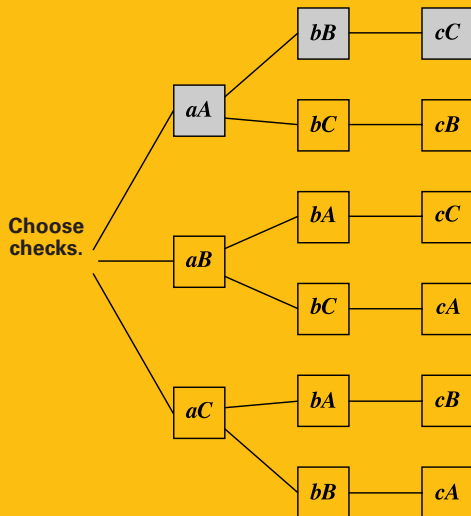 bB cC
aA
bC cB
bA cC
Choose
checks.
aB
bC cA
bA cB
aC
bB cA